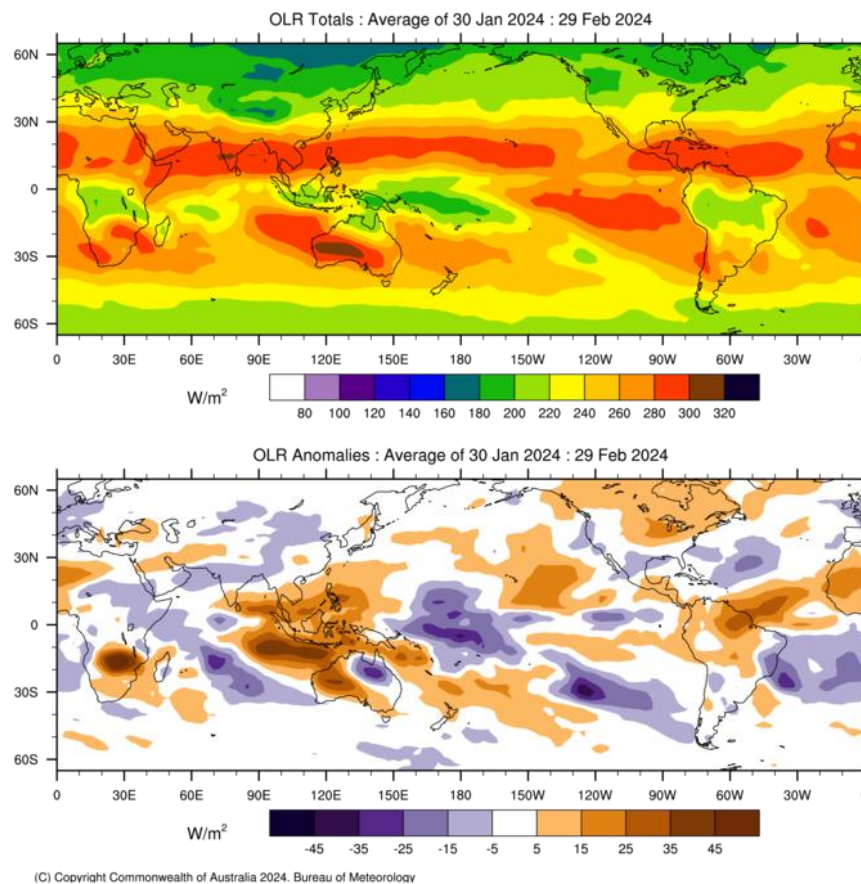 OLR Totals : Average of 30 Jan 2024 : 29 Feb 2024
60N
30N
0
30S
60S
0 30E 60E 90E 120E 150E 180 150W 120W 90W 60W 30W
W/m²
80 100 120 140 160 180 200 220 240 260 280 300 320
OLR Anomalies : Average of 30 Jan 2024 : 29 Feb 2024
60N
30N
0
30S
60S
0 30E 60E 90E 120E 150E 180 150W 120W 90W 60W 30W
W/m²
-45 -35 -25 -15 -5 5 15 25 35 45
(C) Copyright Commonwealth of Australia 2024. Bureau of Meteorology